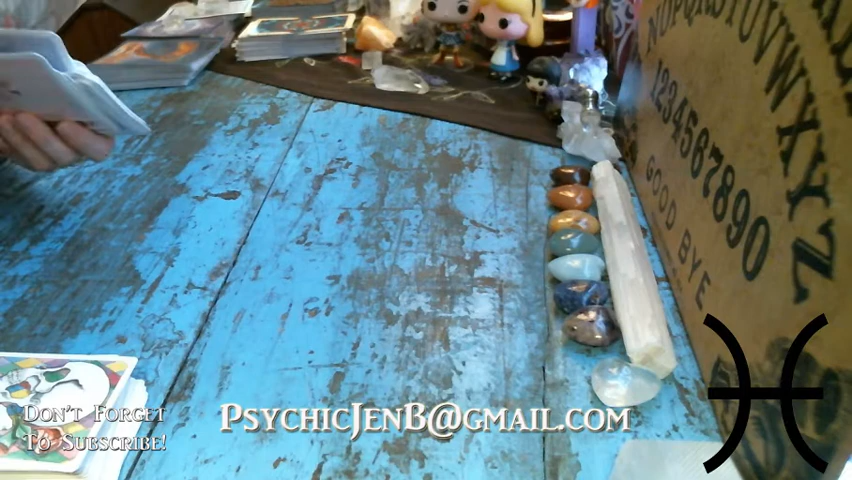 NOPQRSTUVWXYZ
1234567890
GOOD BYE
DON'T FORGET
TO SUBSCRIBE!
PSYCHICJENB@GMAIL.COM